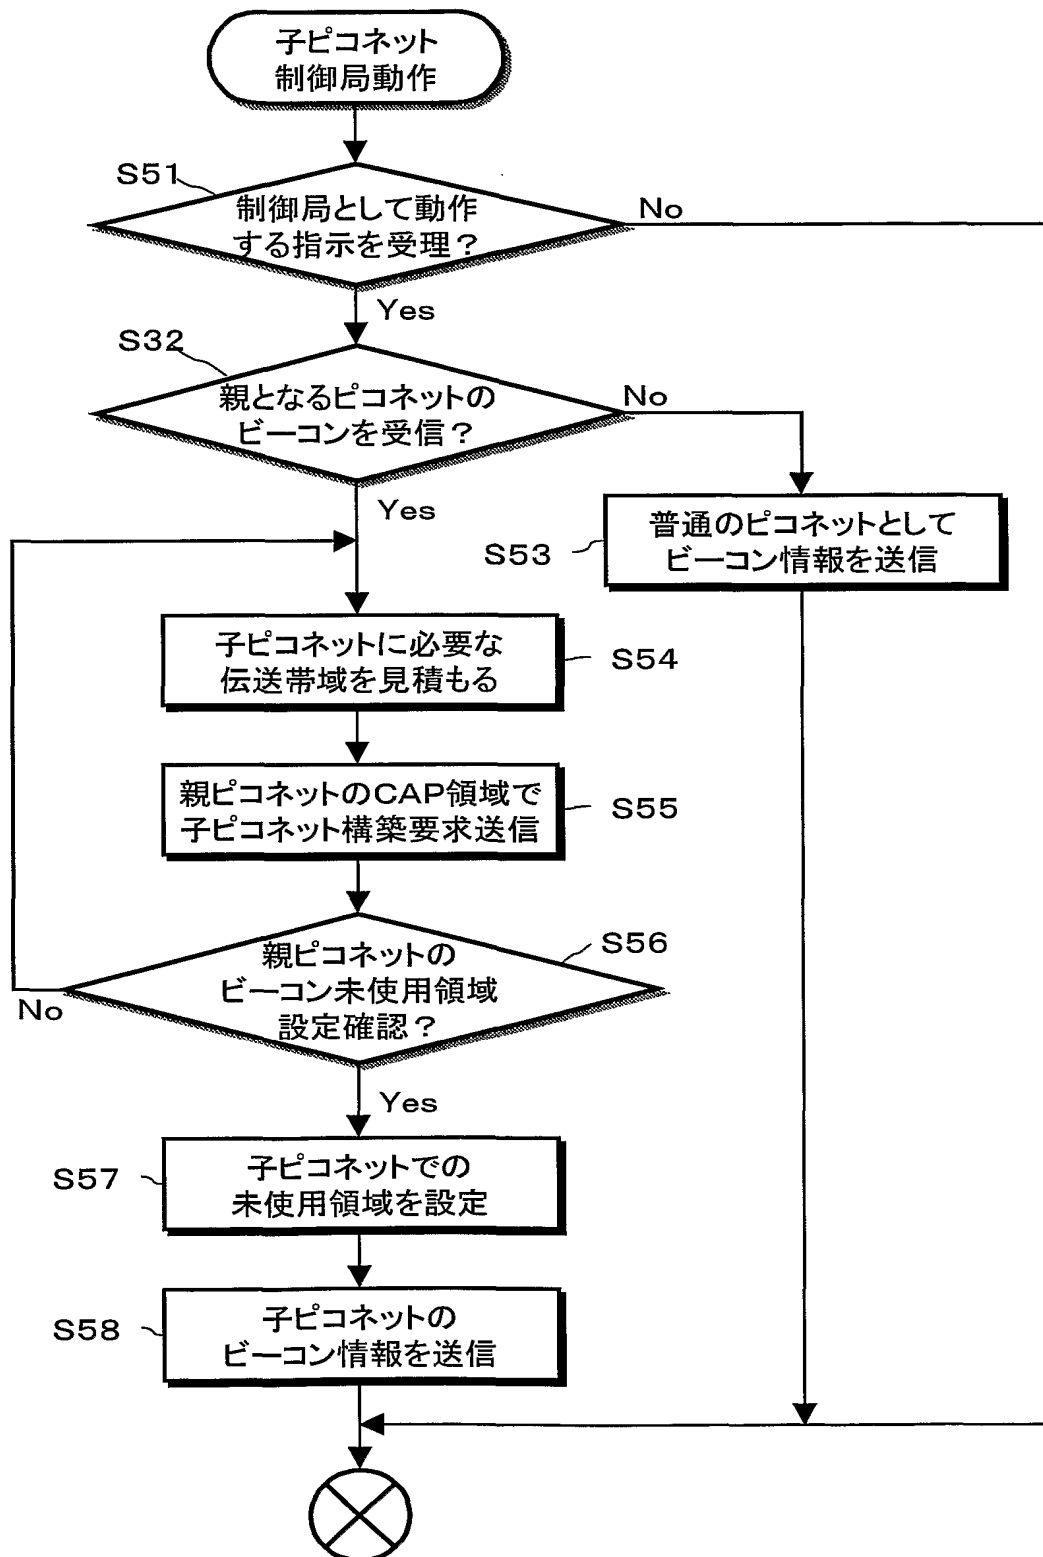 子ピコネット
制御局動作
S51
制御局として動作
する指示を受理？
No
Yes
S32
親となるピコネットの
ビーコンを受信？
No
Yes
普通のピコネットとして
ビーコン情報を送信
S53
子ピコネットに必要な
伝送帯域を見積もる
S54
親ピコネットのCAP領域で
子ピコネット構築要求送信
S55
S56
親ピコネットの
ビーコン未使用領域
設定確認？
No
Yes
S57
子ピコネットでの
未使用領域を設定
S58
子ピコネットの
ビーコン情報を送信